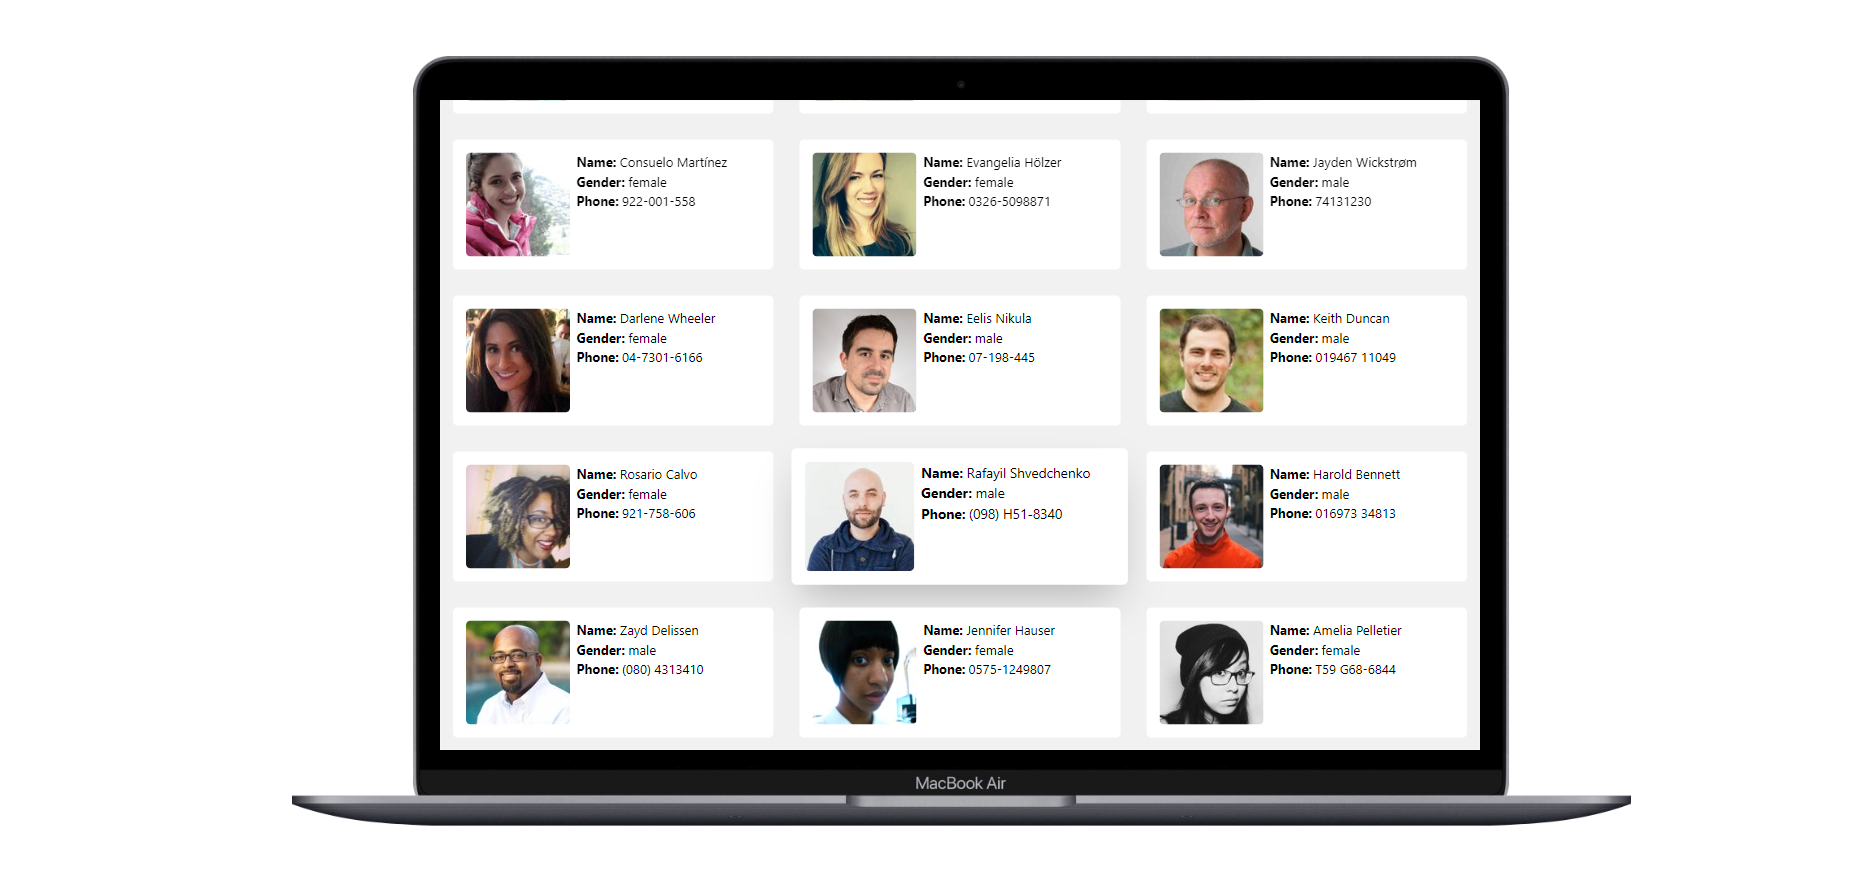 Name: Consuelo Martínez
Gender: female
Phone: 922-001-558
Name: Evangelia Hölzer
Gender: female
Phone: 0326-5098871
Name: Jayden Wickstrøm
Gender: male
Phone: 74131230
Name: Darlene Wheeler
Gender: female
Phone: 04-7301-6166
Name: Eelis Nikula
Gender: male
Phone: 07-198-445
Name: Keith Duncan
Gender: male
Phone: 019467 11049
Name: Rosario Calvo
Gender: female
Phone: 921-758-606
Name: Rafayil Shvedchenko
Gender: male
Phone: (098) H51-8340
Name: Harold Bennett
Gender: male
Phone: 016973 34813
Name: Zayd Delissen
Gender: male
Phone: (080) 4313410
Name: Jennifer Hauser
Gender: female
Phone: 0575-1249807
Name: Amelia Pelletier
Gender: female
Phone: T59 G68-6844
MacBook Air